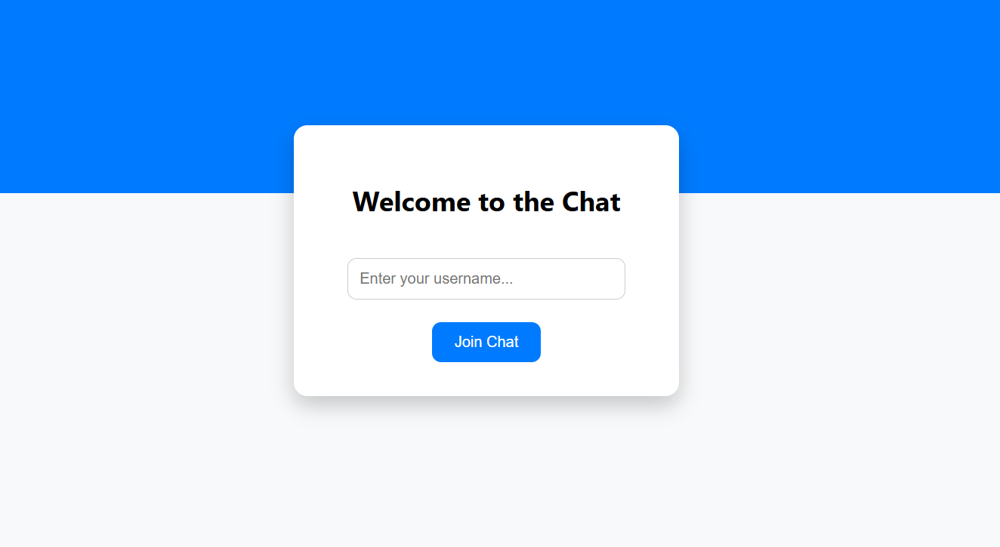 Welcome to the Chat
Enter your username...
Join Chat